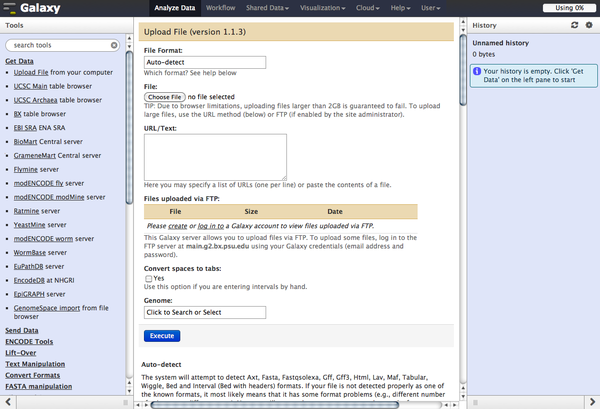 Galaxy
Analyze Data Workflow Shared Data Visualization Cloud Help User
Using 0%
Tools
search tools
Get Data
Upload File from your computer
UCSC Main table browser
UCSC Archaea table browser
BX table browser
EBI SRA ENA SRA
BioMart Central server
GrameneMart Central server
Flymine server
modENCODE fly server
modENCODE modMine server
Ratmine server
YeastMine server
modENCODE worm server
WormBase server
EuPathDB server
EncodeDB at NHGRI
EpiGRAPH server
GenomeSpace import from file
browser
Send Data
ENCODE Tools
Lift-Over
Text Manipulation
Convert Formats
FASTA manipulation
Upload File (version 1.1.3)
File Format:
Auto-detect
Which format? See help below
File:
Choose File no file selected
TIP: Due to browser limitations, uploading files larger than 2GB is guaranteed to fail. To upload
large files, use the URL method (below) or FTP (if enabled by the site administrator).
URL/Text:
Here you may specify a list of URLs (one per line) or paste the contents of a file.
Files uploaded via FTP:
File Size Date
Please create or log in to a Galaxy account to view files uploaded via FTP.
This Galaxy server allows you to upload files via FTP. To upload some files, log in to the
FTP server at main.g2.bx.psu.edu using your Galaxy credentials (email address and
password).
Convert spaces to tabs:
Yes
Use this option if you are entering intervals by hand.
Genome:
Click to Search or Select
Execute
Auto-detect
The system will attempt to detect Axt, Fasta, Fastqsolexa, Gff, Gff3, Html, Lav, Maf, Tabular,
Wiggle, Bed and Interval (Bed with headers) formats. If your file is not detected properly as one of
the known formats, it most likely means that it has some format problems (e.g., different number
History
Unnamed history
0 bytes
Your history is empty. Click 'Get
Data' on the left pane to start